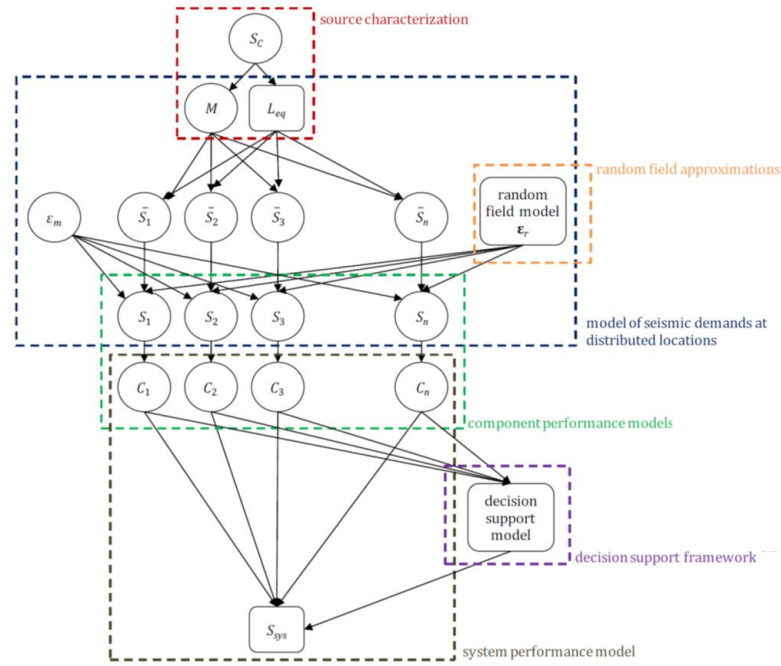 source characterization
S_C
M
L_eq
random field approximations
ε_m
S̄_1
S̄_2
S̄_3
S̄_n
random
field model
ε_r
S_1
S_2
S_3
S_n
model of seismic demands at
distributed locations
C_1
C_2
C_3
C_n
component performance models
decision
support
model
decision support framework
S_sys
system performance model